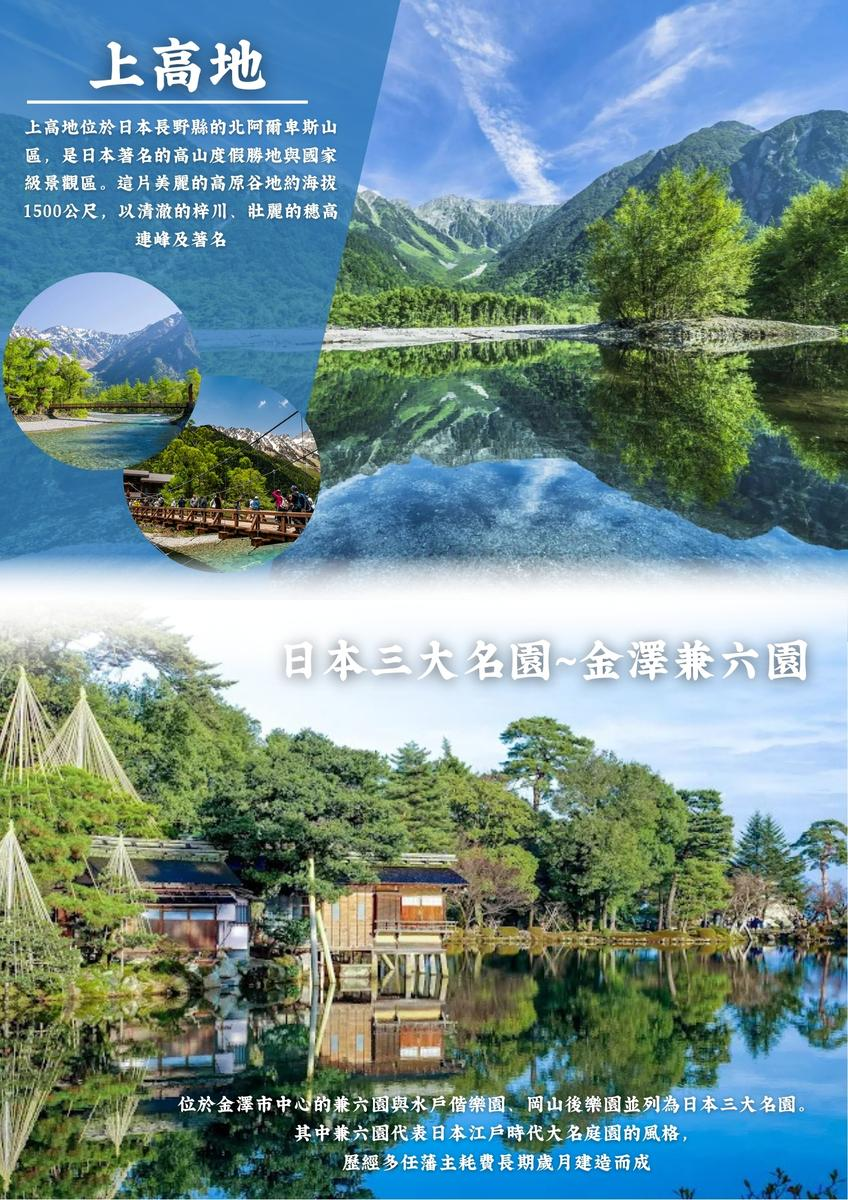 上高地
上高地位於日本長野縣的北阿爾卑斯山
區，是日本著名的高山度假勝地與國家
級景觀區。這片美麗的高原谷地約海拔
1500公尺，以清澈的梓川、壯麗的穗高
連峰及著名
日本三大名園~金澤兼六園
位於金澤市中心的兼六園與水戶偕樂園、岡山後樂園並列為日本三大名園。
其中兼六園代表日本江戶時代大名庭園的風格，
歷經多任藩主耗費長期歲月建造而成